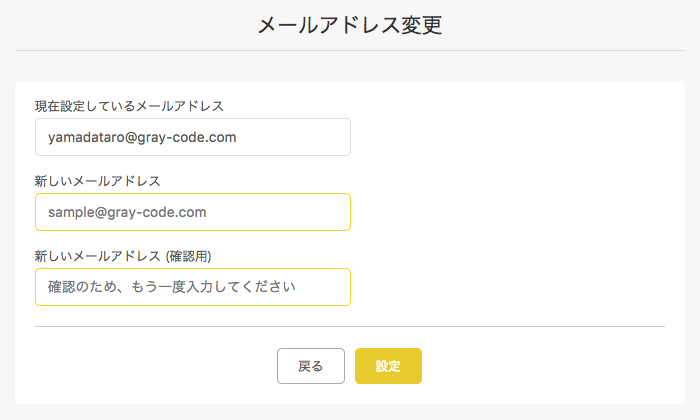 メールアドレス変更
現在設定しているメールアドレス
yamadataro@gray-code.com
新しいメールアドレス
sample@gray-code.com
新しいメールアドレス (確認用)
確認のため、もう一度入力してください
戻る 設定